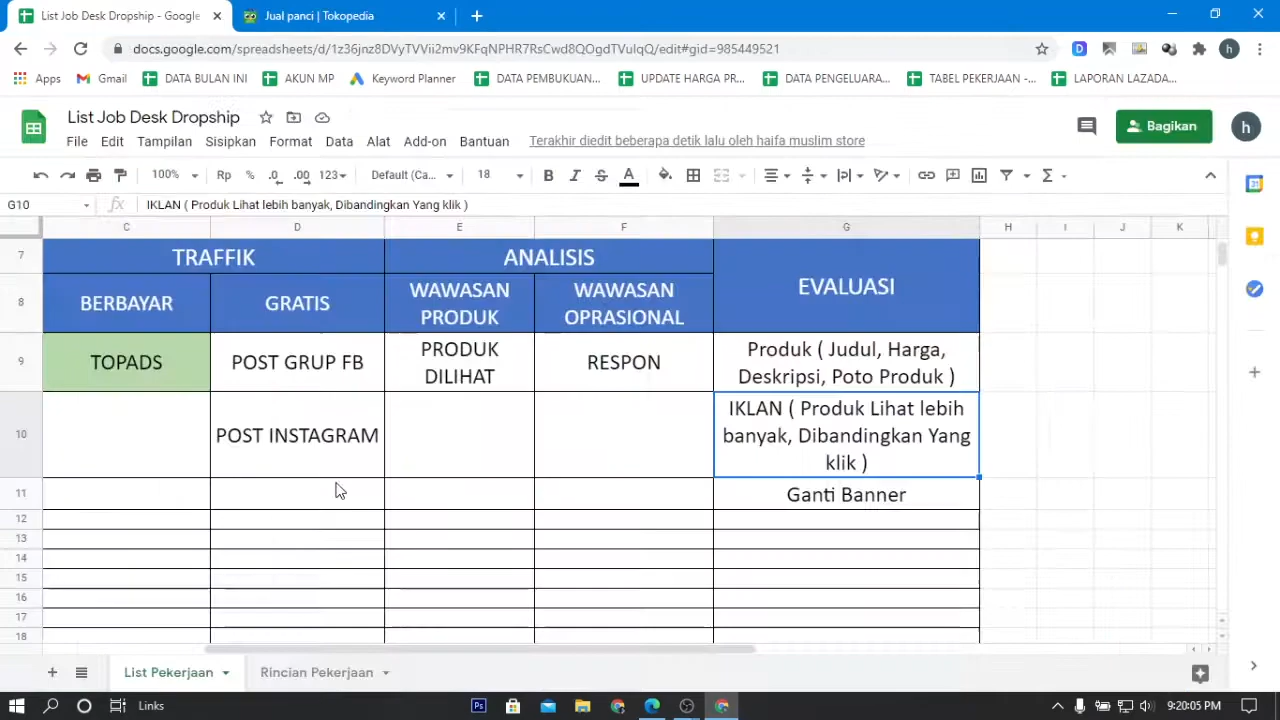 List Job Desk Dropship - Google
Jual panci | Tokopedia
docs.google.com/spreadsheets/d/1z36jnz8DVyTVVii2mv9KFqNPHR7RsCwd8QOgdTVulqQ/edit#gid=985449521
Apps Gmail DATA BULAN INI AKUN MP Keyword Planner DATA PEMBUKUAN... UPDATE HARGA PR... DATA PENGELUARA... TABEL PEKERJAAN -... LAPORAN LAZADA...
List Job Desk Dropship
File Edit Tampilan Sisipkan Format Data Alat Add-on Bantuan Terakhir diedit beberapa detik lalu oleh haifa muslim store
Bagikan
h
100% Rp % .0 .00 123 Default (Ca... 18 B I S A
G10 fx IKLAN ( Produk Lihat lebih banyak, Dibandingkan Yang klik )
C D E F G H I J K
7 TRAFFIK ANALISIS EVALUASI
8 BERBAYAR GRATIS WAWASAN PRODUK WAWASAN OPRASIONAL
9 TOPADS POST GRUP FB PRODUK DILIHAT RESPON Produk ( Judul, Harga,
Deskripsi, Poto Produk )
10 POST INSTAGRAM IKLAN ( Produk Lihat lebih
banyak, Dibandingkan Yang
klik )
11 Ganti Banner
12
13
14
15
16
17
18
List Pekerjaan Rincian Pekerjaan
Links 9:20:05 PM